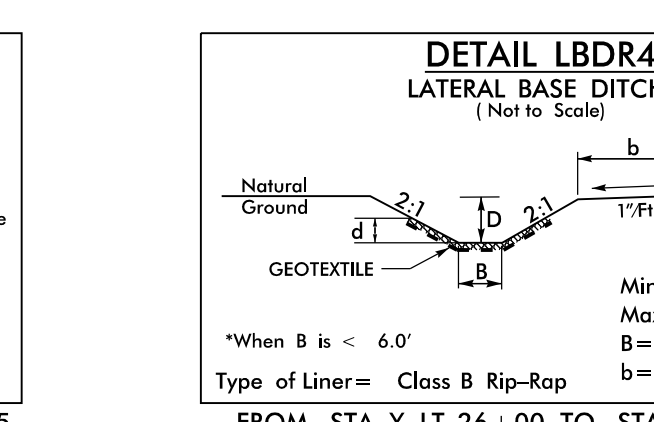 DETAIL LBDR4
LATERAL BASE DITCH
( Not to Scale)
b
Natural
Ground
2:1
2:1
D
d
1"/Ft
GEOTEXTILE
B
Min
Max
*When B is < 6.0'
B=
b=
Type of Liner= Class B Rip-Rap
FROM STA Y LT 26+00 TO STA